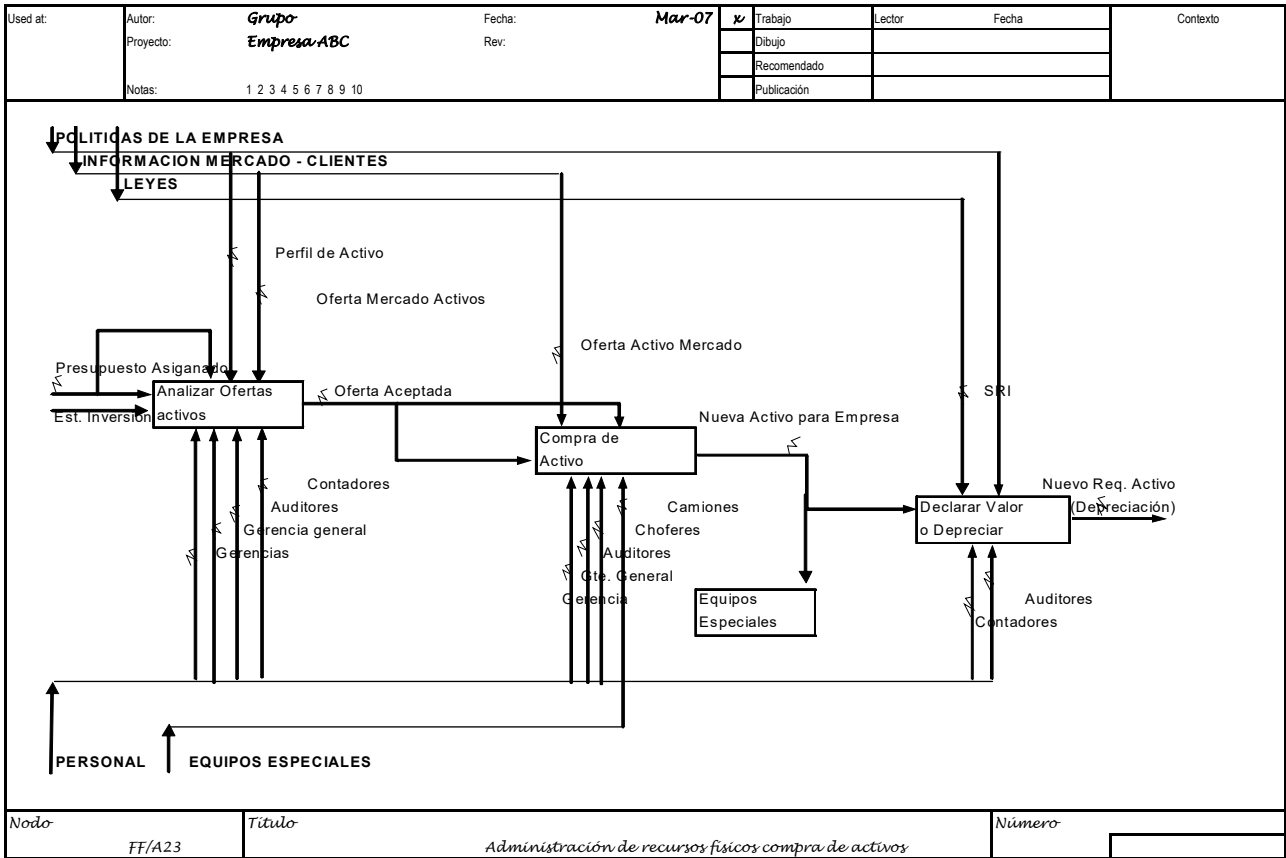 Used at:
Autor: Grupo Fecha: Mar-07
Proyecto: Empresa ABC Rev:
Notas: 1 2 3 4 5 6 7 8 9 10
x Trabajo
Dibujo
Recomendado
Publicación
Lector Fecha
Contexto
POLITICAS DE LA EMPRESA
INFORMACION MERCADO - CLIENTES
LEYES
Perfil de Activo
Oferta Mercado Activos
Oferta Activo Mercado
Presupuesto Asiganado
Est. Inversión
Analizar Ofertas
activos
Oferta Aceptada
SRI
Nueva Activo para Empresa
Compra de
Activo
Contadores
Auditores
Gerencia general
Gerencias
Camiones
Choferes
Auditores
Gte. General
Gerencia
Nuevo Req. Activo
(Depreciación)
Declarar Valor
o Depreciar
Equipos
Especiales
Auditores
Contadores
PERSONAL
EQUIPOS ESPECIALES
Nodo
FF/A23
Título
Administración de recursos fisicos compra de activos
Número